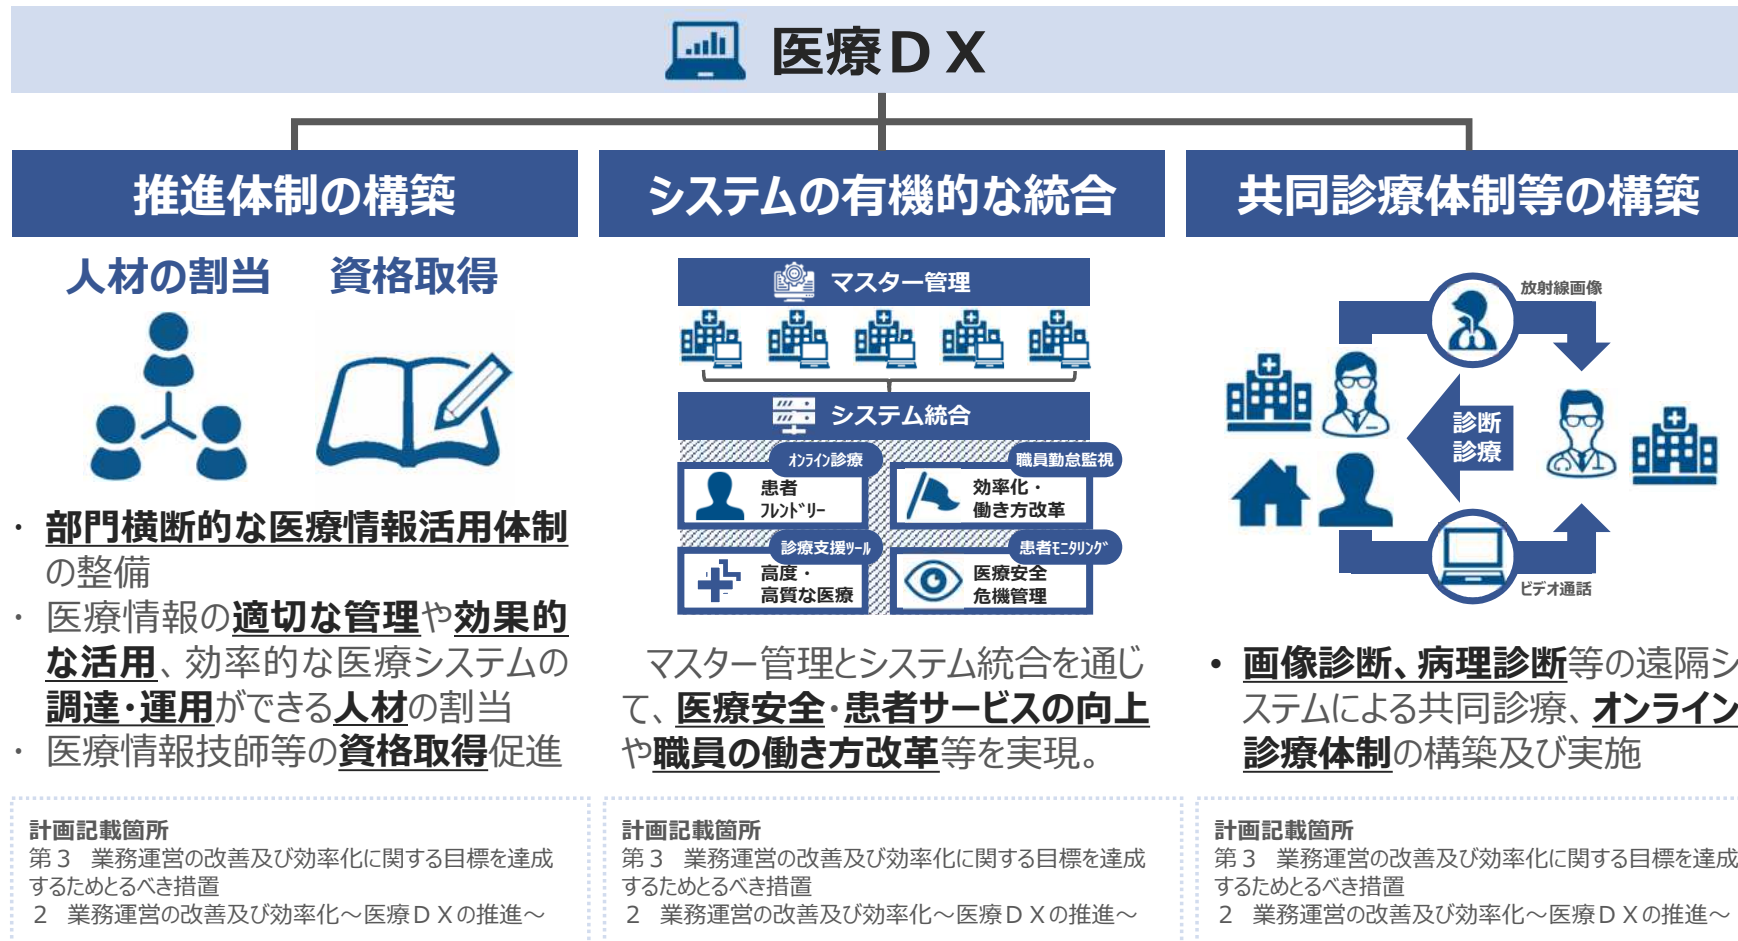 医療ＤＸ
推進体制の構築
人材の割当 資格取得
・ 部門横断的な医療情報活用体制
の整備
・ 医療情報の適切な管理や効果的
な活用、効率的な医療システムの
調達・運用ができる人材の割当
・ 医療情報技師等の資格取得促進
計画記載箇所
第３ 業務運営の改善及び効率化に関する目標を達成
するためとるべき措置
２ 業務運営の改善及び効率化～医療ＤＸの推進～
システムの有機的な統合
マスター管理
システム統合
ｵﾝﾗｲﾝ診療
患者
ﾌﾚﾝﾄﾞﾘｰ
職員勤怠監視
効率化・
働き方改革
診療支援ﾂｰﾙ
高度・
高質な医療
患者ﾓﾆﾀﾘﾝｸﾞ
医療安全
危機管理
マスター管理とシステム統合を通じ
て、医療安全・患者サービスの向上
や職員の働き方改革等を実現。
計画記載箇所
第３ 業務運営の改善及び効率化に関する目標を達成
するためとるべき措置
２ 業務運営の改善及び効率化～医療ＤＸの推進～
共同診療体制等の構築
放射線画像
診断
診療
ビデオ通話
• 画像診断、病理診断等の遠隔シ
ステムによる共同診療、オンライン
診療体制の構築及び実施
計画記載箇所
第３ 業務運営の改善及び効率化に関する目標を達成
するためとるべき措置
２ 業務運営の改善及び効率化～医療ＤＸの推進～